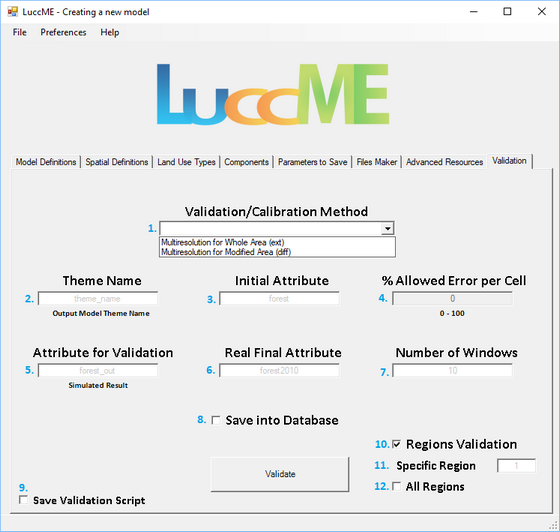 LuccME - Creating a new model
File Preferences Help
LuccME
Model Definitions Spatial Definitions Land Use Types Components Parameters to Save Files Maker Advanced Resources Validation
Validation/Calibration Method
1.
Multiresolution for Whole Area (ext)
Multiresolution for Modified Area (diff)
Theme Name Initial Attribute % Allowed Error per Cell
2. theme_name 3. forest 4. 0
Output Model Theme Name 0 - 100
Attribute for Validation Real Final Attribute Number of Windows
5. forest_out 6. forest2010 7. 10
Simulated Result
8. Save into Database
10. Regions Validation
Validate 11. Specific Region 1
12. All Regions
9.
Save Validation Script